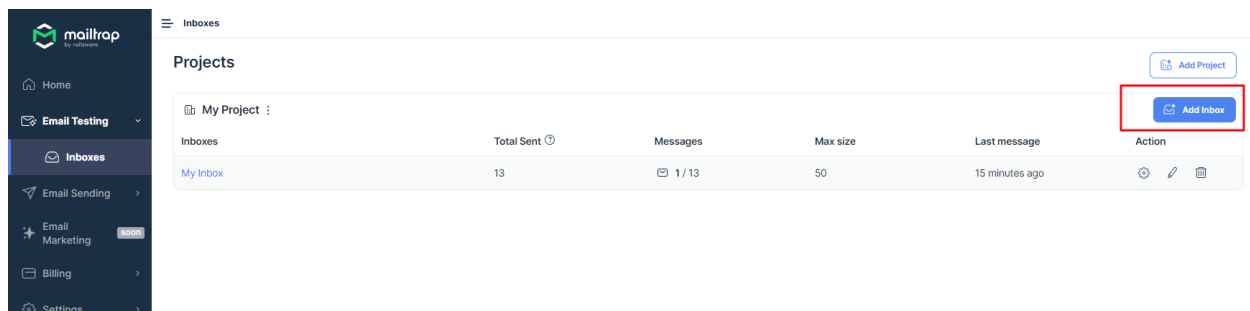 mailtrap
by railsware
Inboxes
Projects
Add Project
Home
My Project
Add Inbox
Email Testing
Inboxes Total Sent Messages Max size Last message Action
Inboxes
My Inbox 13 1 / 13 50 15 minutes ago
Email Sending
Email
Marketing soon
Billing
Settings